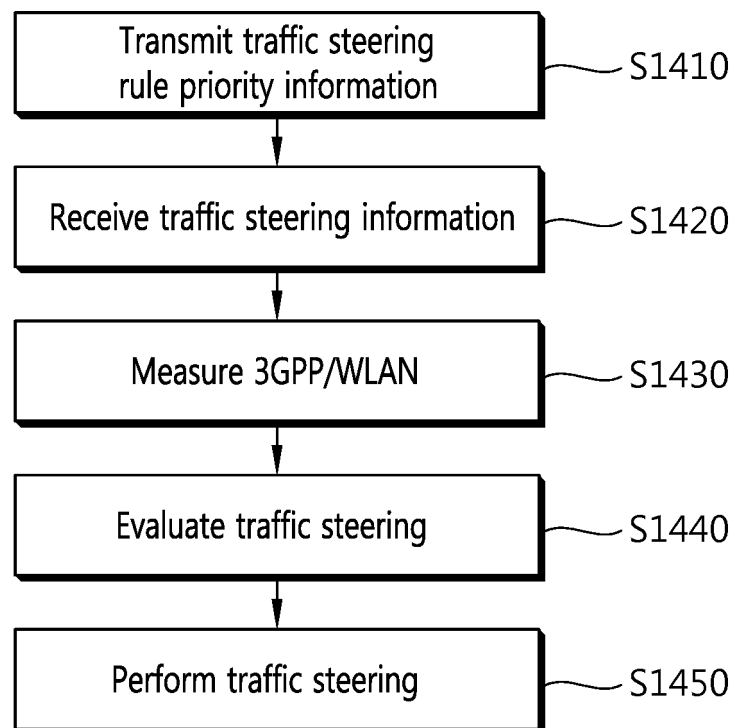 Transmit traffic steering
rule priority information
S1410
Receive traffic steering information
S1420
Measure 3GPP/WLAN
S1430
Evaluate traffic steering
S1440
Perform traffic steering
S1450